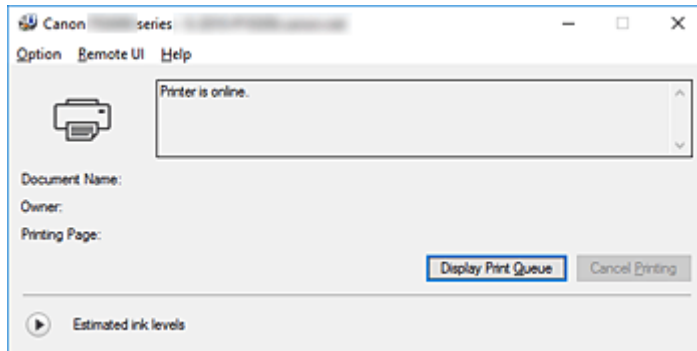 Canon series
Option Remote UI Help
Printer is online.
Document Name:
Owner:
Printing Page:
Display Print Queue Cancel Printing
Estimated ink levels